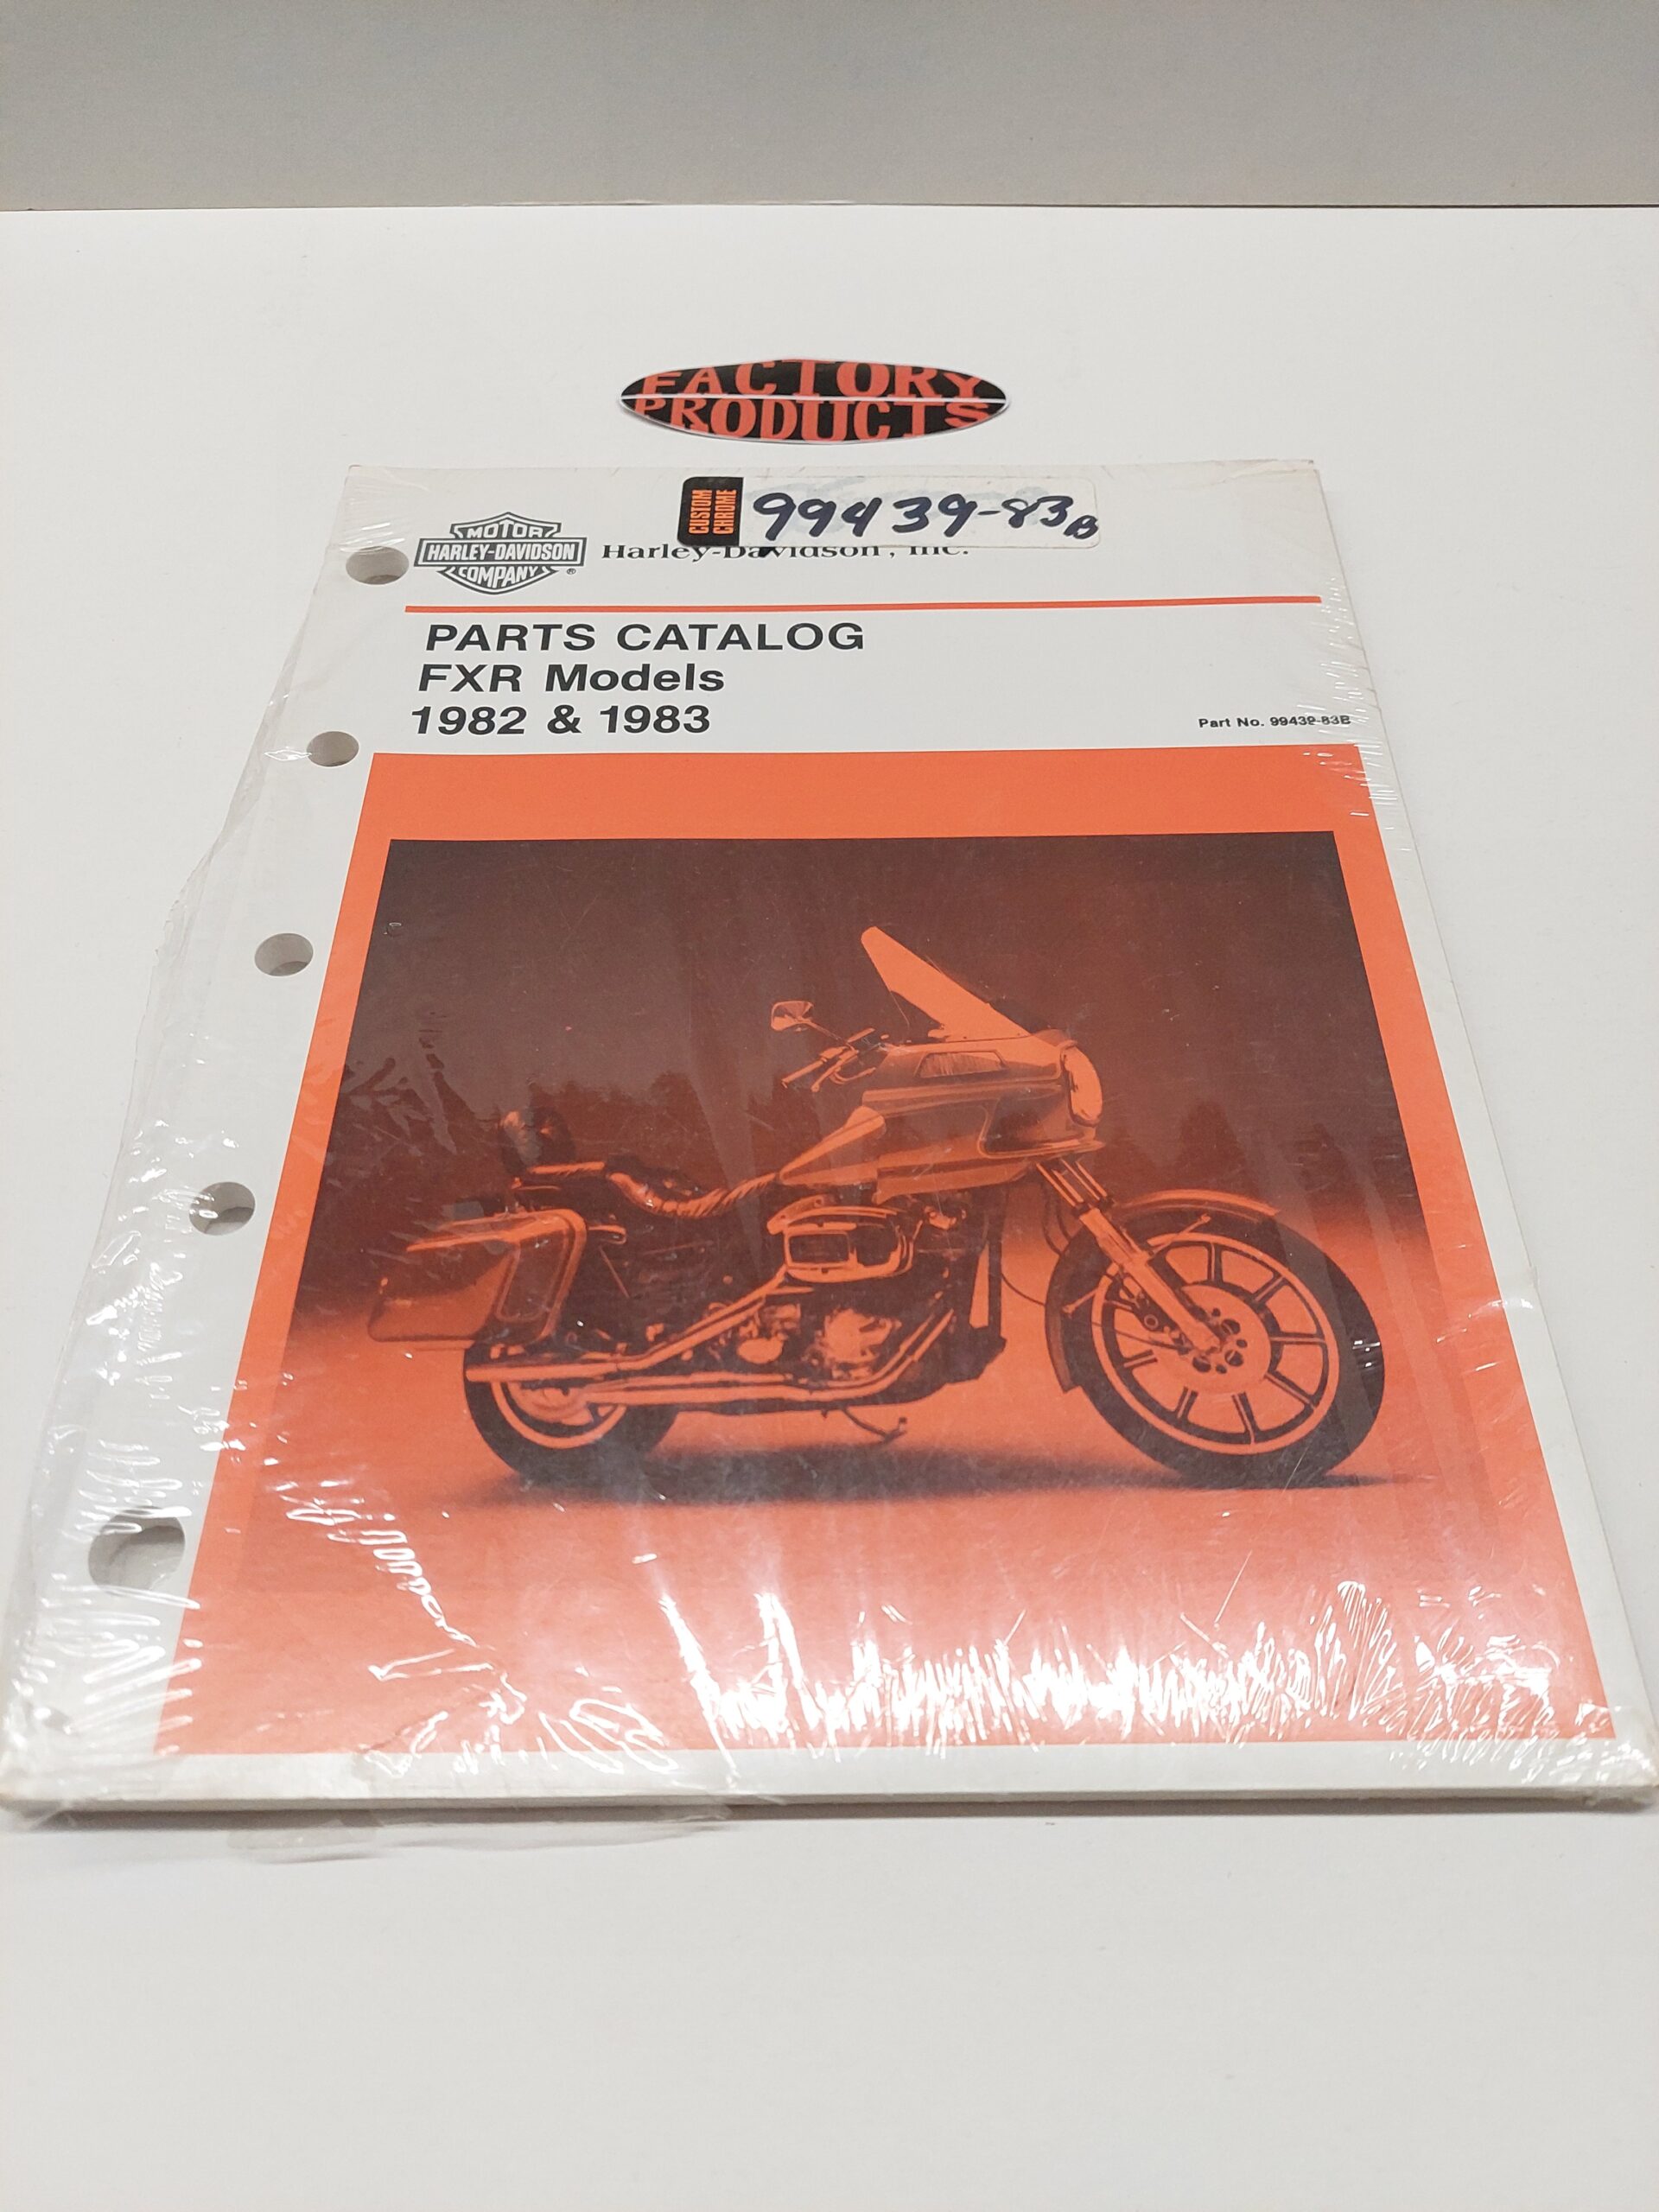 FACTORY
PRODUCTS
CUSTOM
CHROME
99439-83B
MOTOR
HARLEY-DAVIDSON
COMPANY
®
Harley-Davidson, Inc.
PARTS CATALOG
FXR Models
1982 & 1983
Part No. 99439-83B